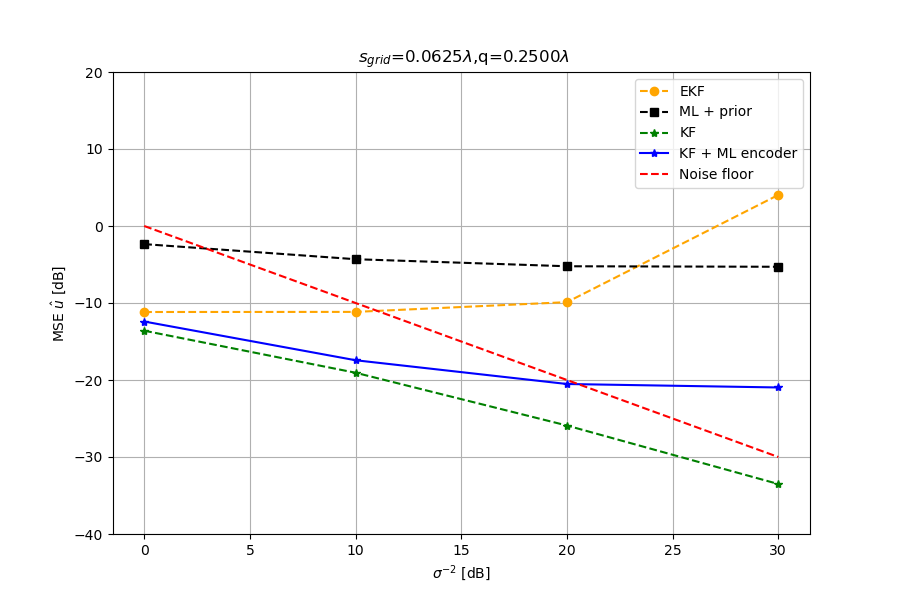 s_grid=0.0625λ,q=0.2500λ
20
10
0
−10
−20
−30
−40
MSE û [dB]
EKF
ML + prior
KF
KF + ML encoder
Noise floor
0 5 10 15 20 25 30
σ⁻² [dB]